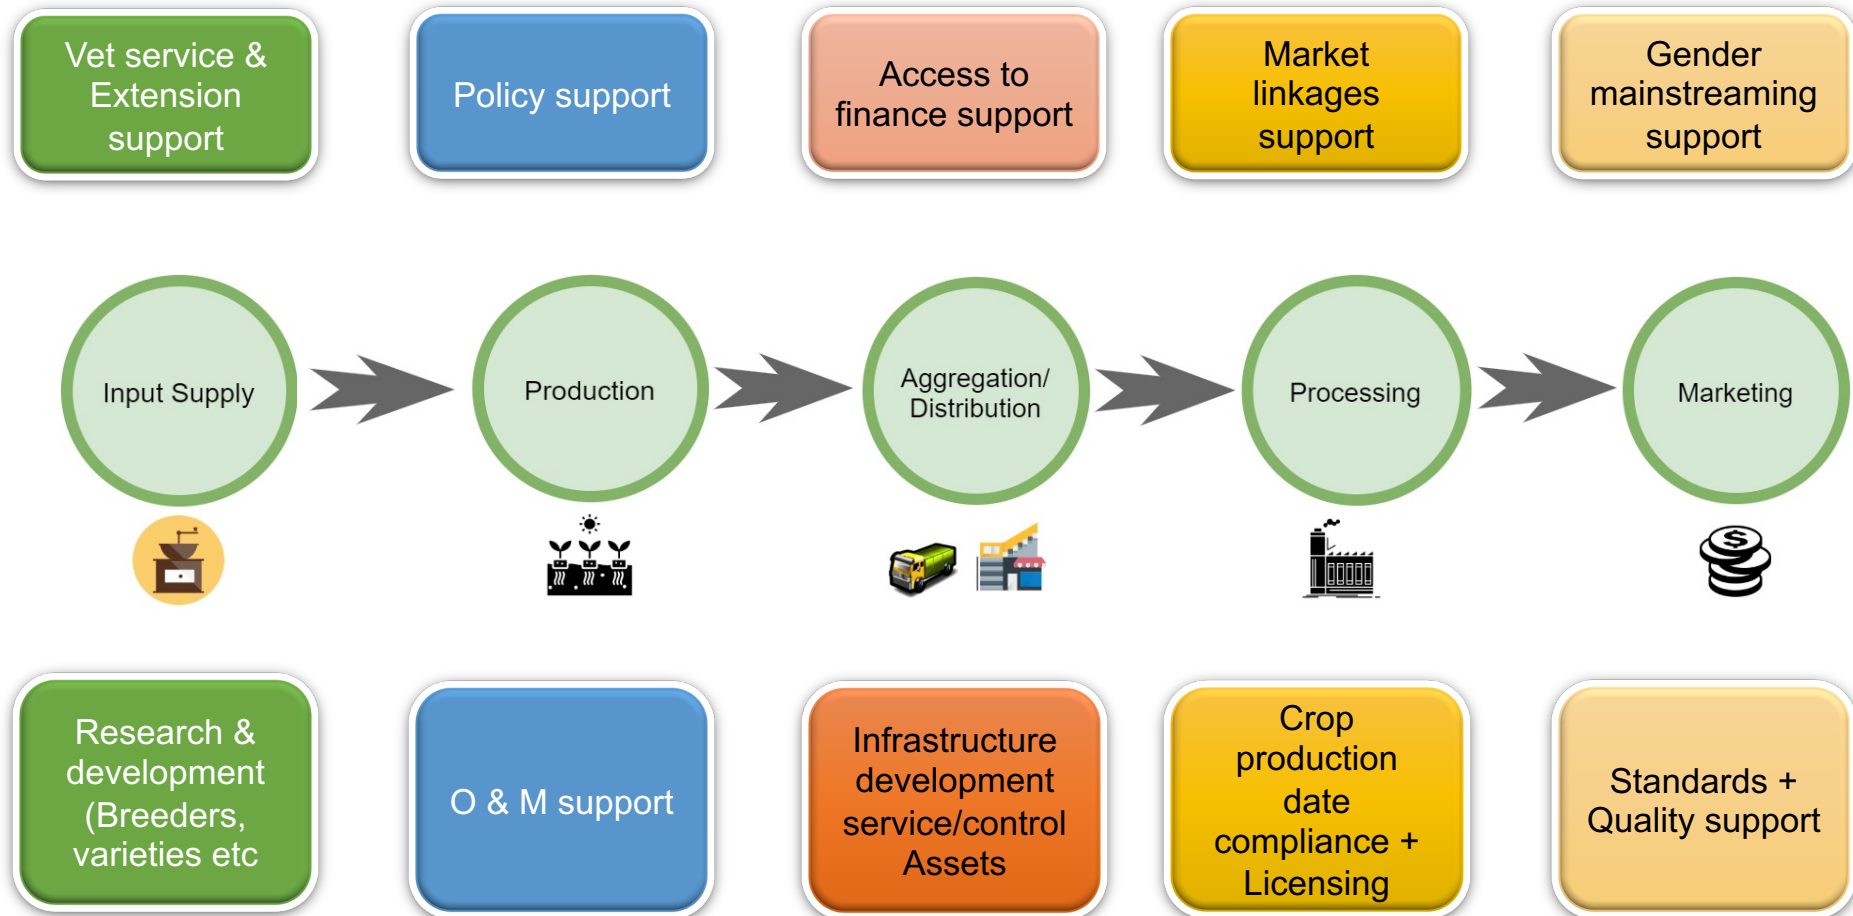 Vet service &
Extension
support
Policy support
Access to
finance support
Market
linkages
support
Gender
mainstreaming
support
Input Supply
Production
Aggregation/
Distribution
Processing
Marketing
$
Research &
development
(Breeders,
varieties etc
O & M support
Infrastructure
development
service/control
Assets
Crop
production
date
compliance +
Licensing
Standards +
Quality support